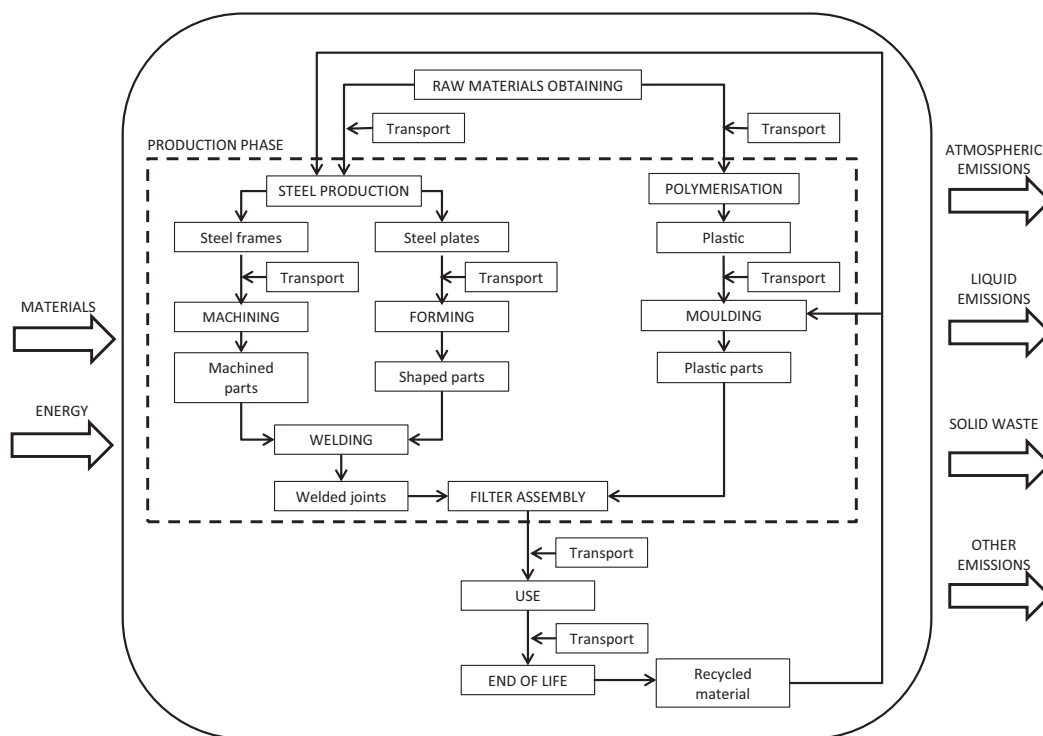 RAW MATERIALS OBTAINING
Transport
Transport
PRODUCTION PHASE
ATMOSPHERIC
EMISSIONS
STEEL PRODUCTION
POLYMERISATION
Steel frames
Steel plates
Plastic
Transport
Transport
Transport
MATERIALS
LIQUID
EMISSIONS
MACHINING
FORMING
MOULDING
Machined
parts
Shaped parts
Plastic parts
ENERGY
SOLID WASTE
WELDING
Welded joints
FILTER ASSEMBLY
OTHER
EMISSIONS
Transport
USE
Transport
END OF LIFE
Recycled
material